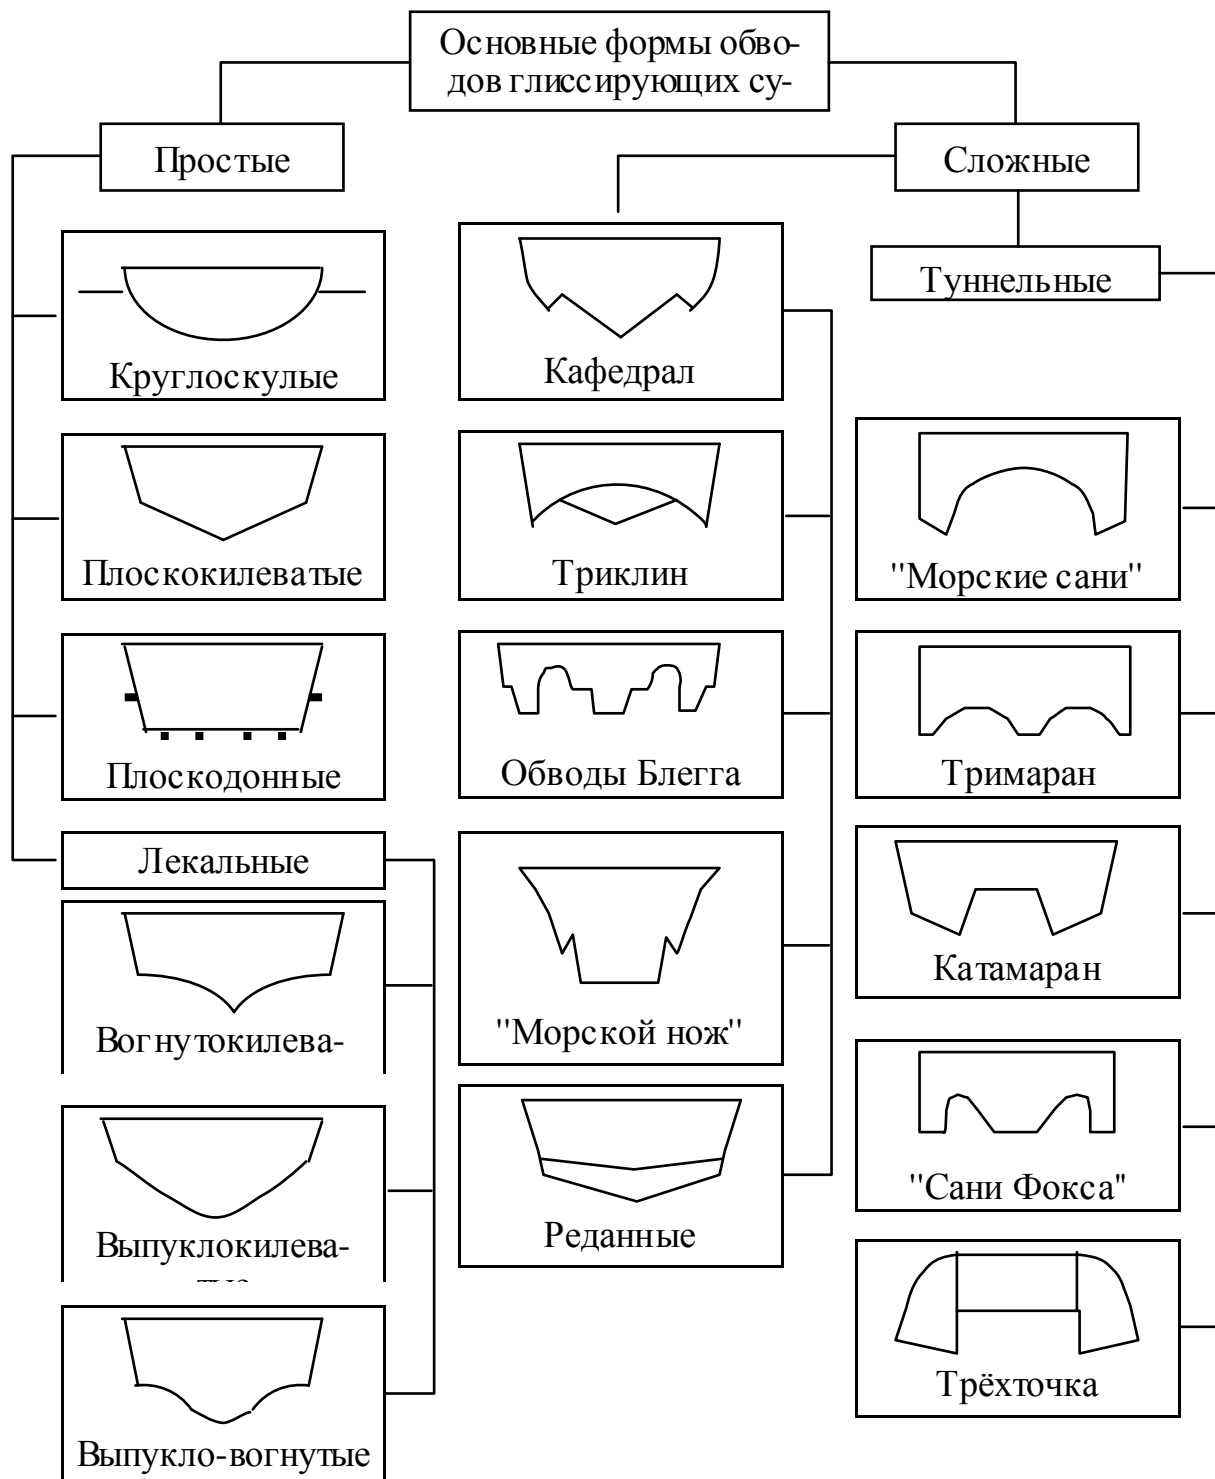 Основные формы обво-
дов глиссирующих су-
Простые
Сложные
Туннельные
Круглоскулые
Плоскокилеватые
Плоскодонные
Лекальные
Вогнутокилева-
Выпуклокилева-
тые
Выпукло-вогнутые
Кафедрал
Триклин
Обводы Блегга
"Морской нож"
Реданные
"Морские сани"
Тримаран
Катамаран
"Сани Фокса"
Трёхточка